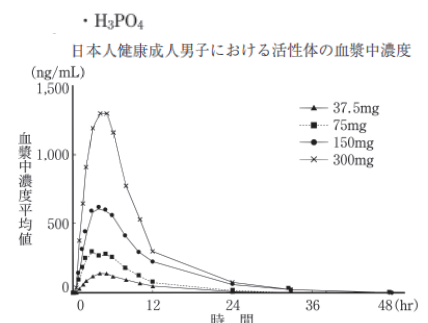 ・H₃PO₄
日本人健康成人男子における活性体の血漿中濃度
(ng/mL)
1,500
1,000
500
0
血漿中濃度平均値
37.5mg
75mg
150mg
300mg
0 12 24 36 48(hr)
時 間